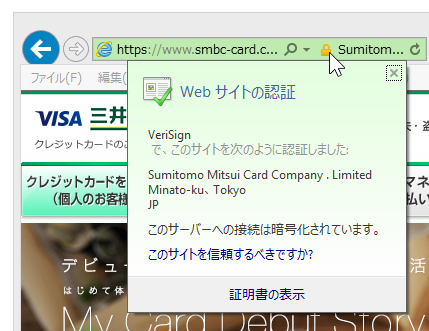 https://www.smbc-card.c... Sumitom...
ファイル(F) 編集(
Web サイトの認証
VISA 三井
クレジットカードのこ
VeriSign
で、このサイトを次のように認証しました:
Sumitomo Mitsui Card Company . Limited
Minato-ku、Tokyo
JP
クレジットカードを
(個人のお客様
このサーバーへの接続は暗号化されています。
このサイトを信頼するべきですか?
証明書の表示
デビュー
はじめて体
My Card Debut Story